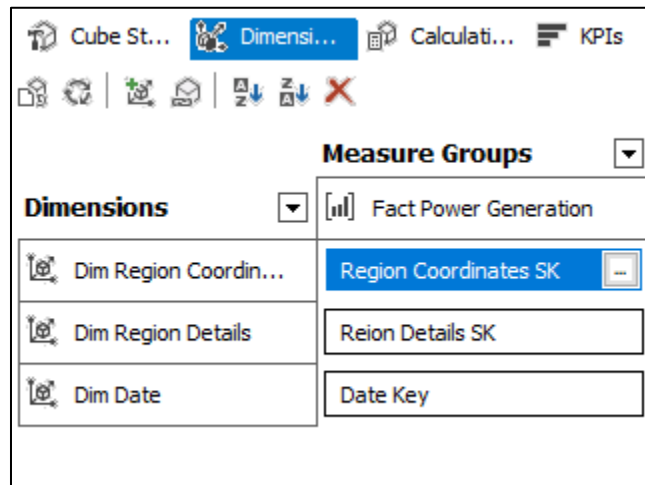 Cube St... Dimensi... Calculati... KPIs
Measure Groups
Dimensions Fact Power Generation
Dim Region Coordin... Region Coordinates SK ...
Dim Region Details Reion Details SK
Dim Date Date Key